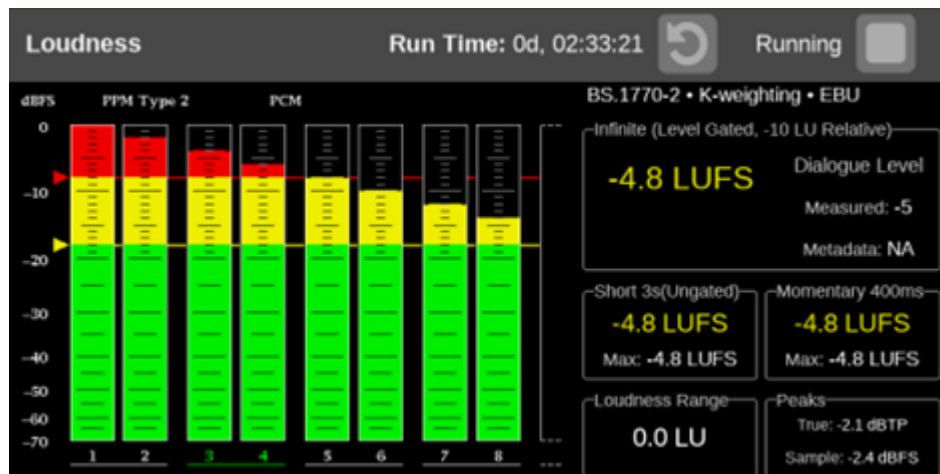 Loudness
Run Time: 0d, 02:33:21
Running
dBFS PPM Type 2 PCM
0
-10
-20
-30
-40
-50
-60
-70
1 2 3 4 5 6 7 8
BS.1770-2 • K-weighting • EBU
Infinite (Level Gated, -10 LU Relative)
-4.8 LUFS
Dialogue Level
Measured: -5
Metadata: NA
Short 3s(Ungated)
-4.8 LUFS
Max: -4.8 LUFS
Momentary 400ms
-4.8 LUFS
Max: -4.8 LUFS
Loudness Range
0.0 LU
Peaks
True: -2.1 dBTP
Sample: -2.4 dBFS